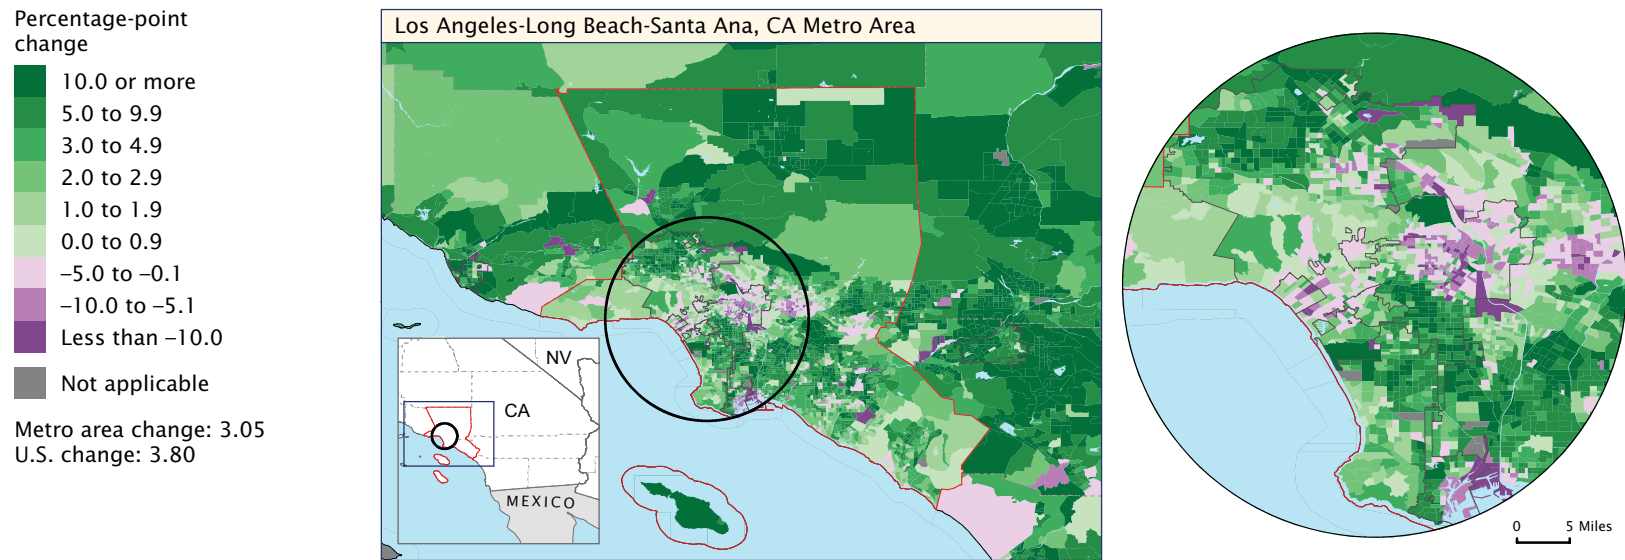 Percentage-point
change
10.0 or more
5.0 to 9.9
3.0 to 4.9
2.0 to 2.9
1.0 to 1.9
0.0 to 0.9
–5.0 to –0.1
–10.0 to –5.1
Less than –10.0
Not applicable
Metro area change: 3.05
U.S. change: 3.80
Los Angeles-Long Beach-Santa Ana, CA Metro Area
NV
CA
MEXICO
0 5 Miles